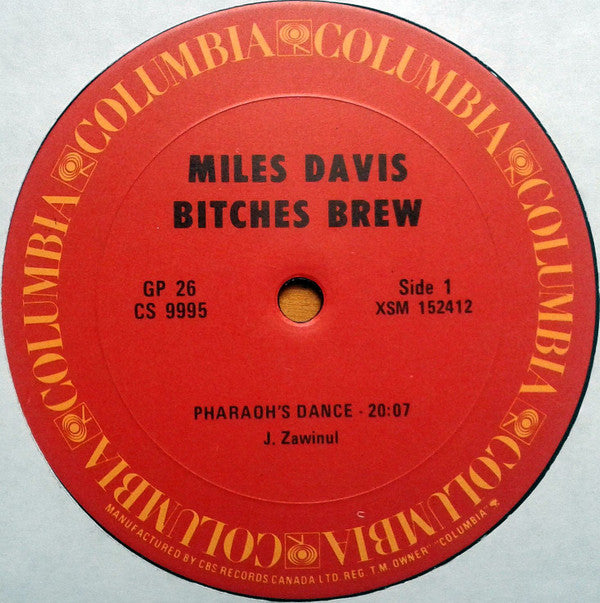 COLUMBIA COLUMBIA COLUMBIA COLUMBIA COLUMBIA COLUMBIA
MILES DAVIS
BITCHES BREW
GP 26
CS 9995
Side 1
XSM 152412
PHARAOH'S DANCE - 20:07
J. Zawinul
MANUFACTURED BY CBS RECORDS CANADA LTD. REG. T.M. OWNER "COLUMBIA"